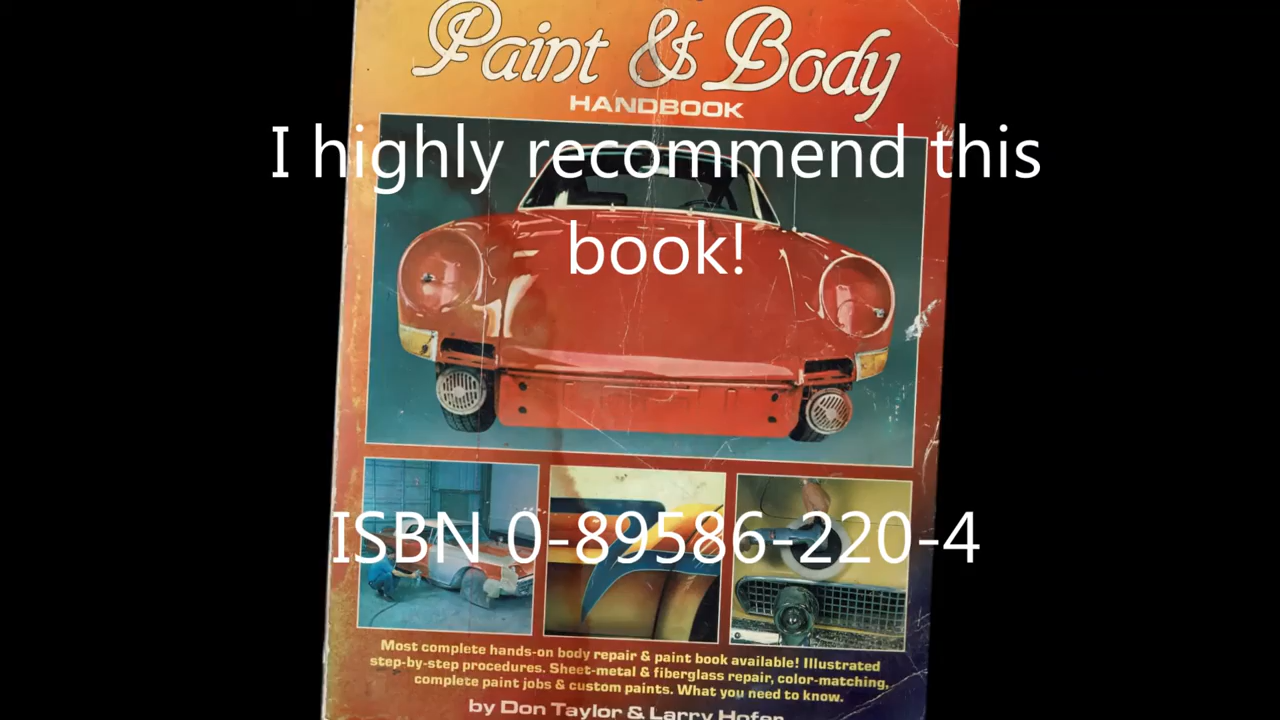 Paint & Body
HANDBOOK
I highly recommend this
book!
ISBN 0-89586-220-4
Most complete hands-on body repair & paint book available! Illustrated
step-by-step procedures. Sheet-metal & fiberglass repair, color-matching,
complete paint jobs & custom paints. What you need to know.
by Don Taylor & Larry Hofer